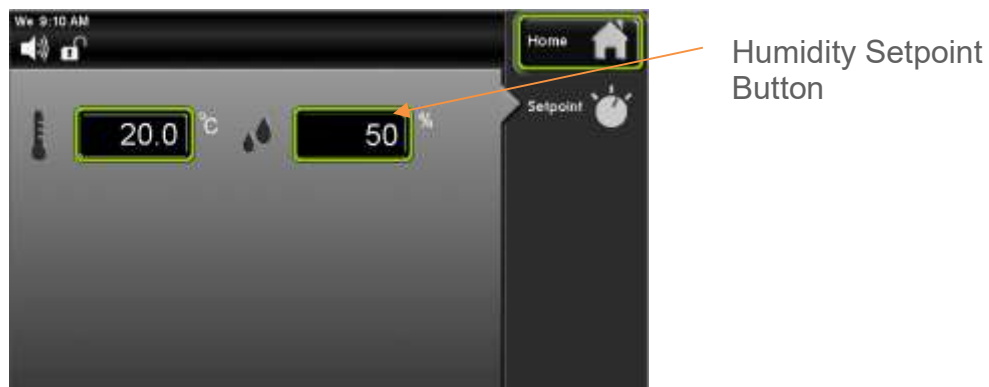 We 9:10 AM
Home
Humidity Setpoint
Button
Setpoint
20.0 °C
50 %